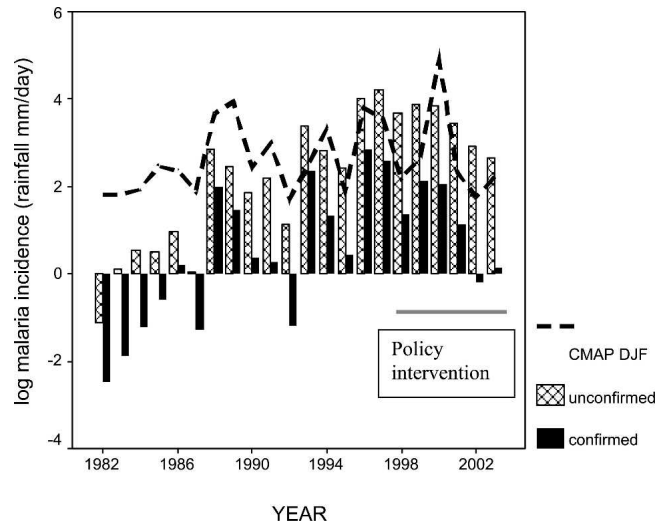 6
4
2
0
-2
-4
log malaria incidence (rainfall mm/day)
1982
1986
1990
1994
1998
2002
YEAR
Policy
intervention
CMAP DJF
unconfirmed
confirmed